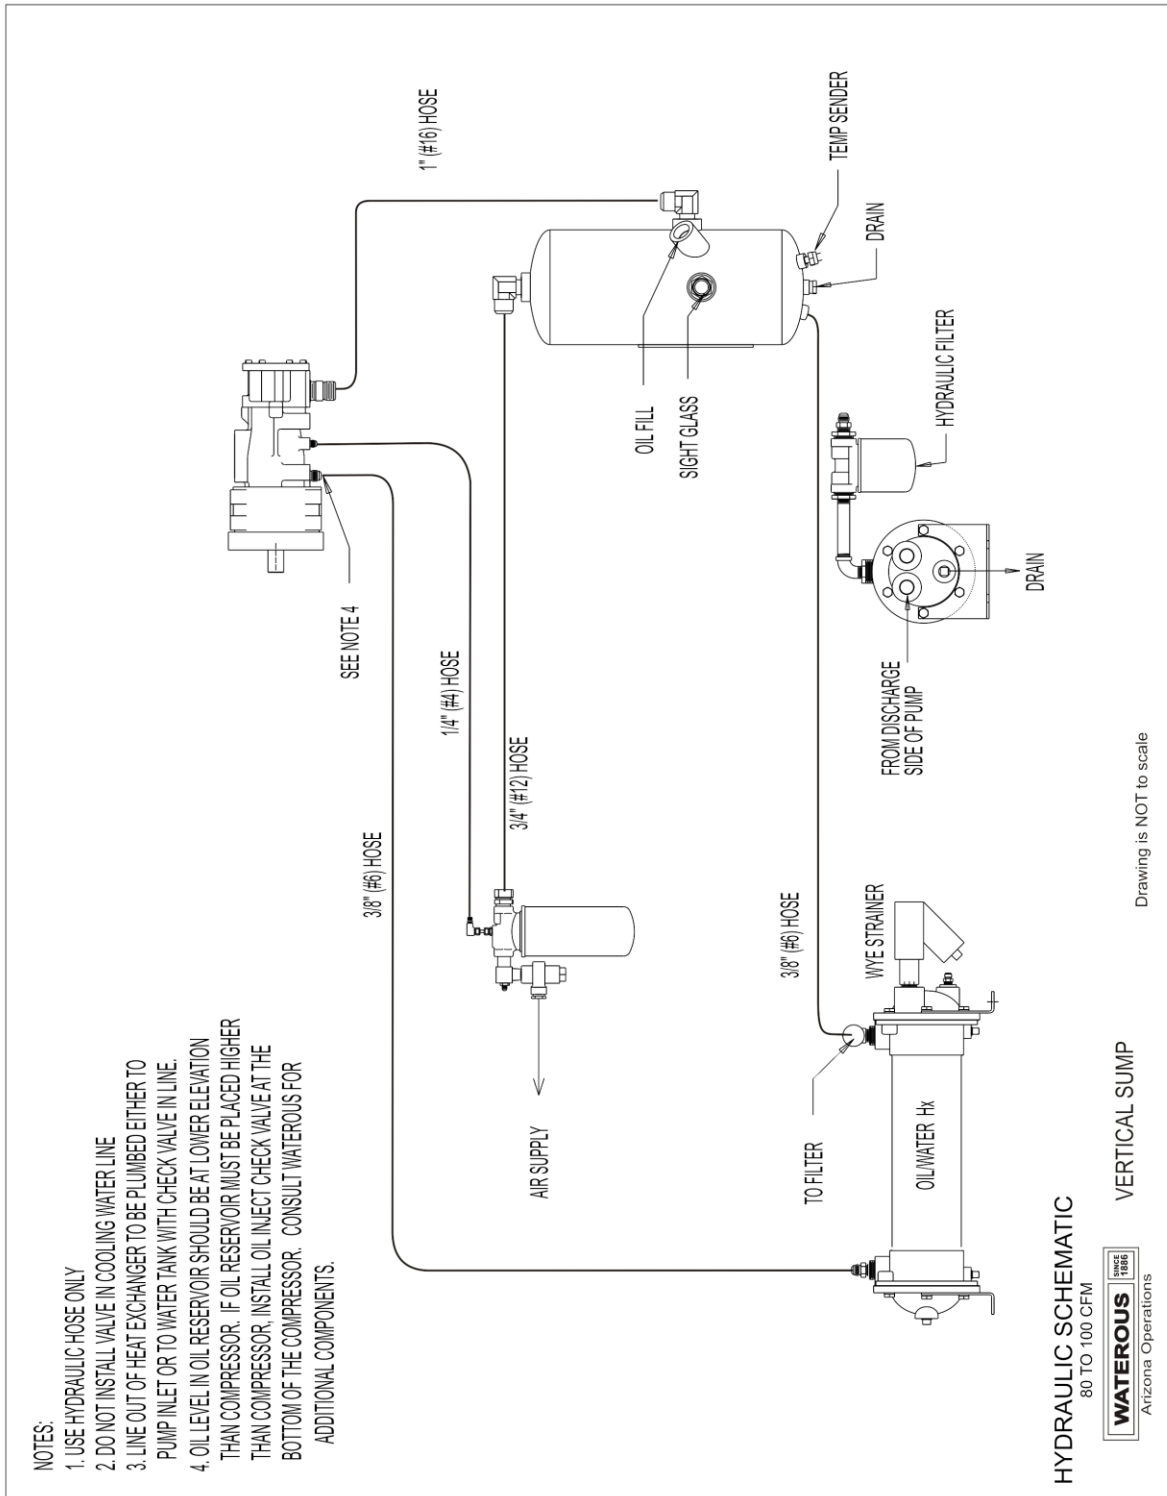 NOTES:
1. USE HYDRAULIC HOSE ONLY
2. DO NOT INSTALL VALVE IN COOLING WATER LINE
3. LINE OUT OF HEAT EXCHANGER TO BE PLUMBED EITHER TO
PUMP INLET OR TO WATER TANK WITH CHECK VALVE IN LINE.
4. OIL LEVEL IN OIL RESERVOIR SHOULD BE AT LOWER ELEVATION
THAN COMPRESSOR. IF OIL RESERVOIR MUST BE PLACED HIGHER
THAN COMPRESSOR, INSTALL OIL INJECT CHECK VALVE AT THE
BOTTOM OF THE COMPRESSOR. CONSULT WATEROUS FOR
ADDITIONAL COMPONENTS.
SEE NOTE 4
1" (#16) HOSE
3/8" (#6) HOSE
1/4" (#4) HOSE
3/4" (#12) HOSE
AIR SUPPLY
OIL FILL
SIGHT GLASS
TEMP SENDER
DRAIN
3/8" (#6) HOSE
TO FILTER
WYE STRAINER
OIL/WATER Hx
FROM DISCHARGE
SIDE OF PUMP
HYDRAULIC FILTER
DRAIN
HYDRAULIC SCHEMATIC
80 TO 100 CFM
WATEROUS
SINCE
1886
Arizona Operations
VERTICAL SUMP
Drawing is NOT to scale